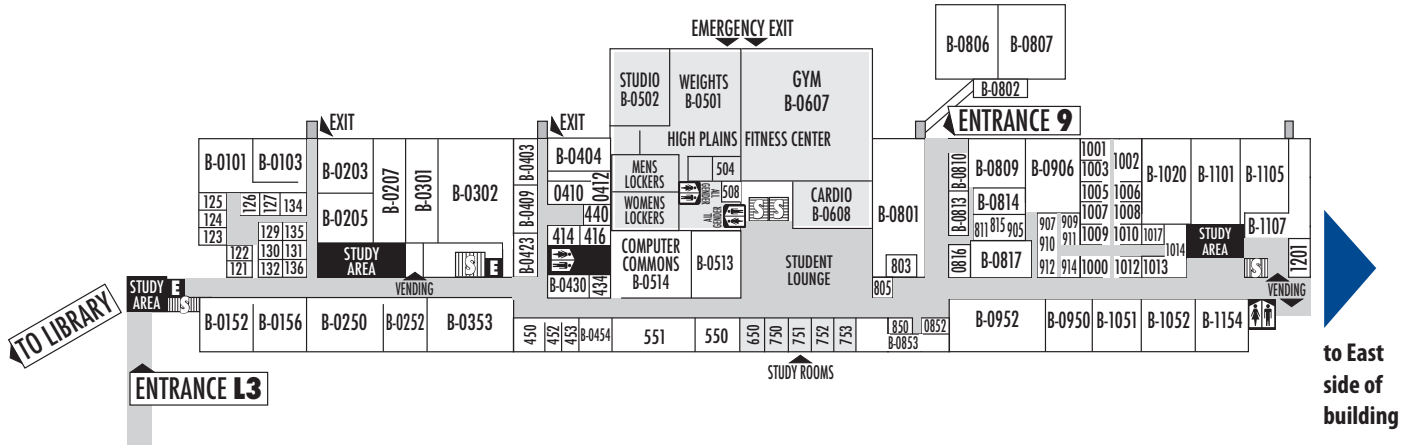 EMERGENCY EXIT
B-0806
B-0807
B-0802
STUDIO
B-0502
WEIGHTS
B-0501
GYM
B-0607
HIGH PLAINS FITNESS CENTER
EXIT
EXIT
ENTRANCE 9
B-0101
B-0103
B-0203
B-0205
B-0207
B-0301
B-0302
B-0403
B-0409
B-0423
B-0404
0410
0412
440
414
416
MENS
LOCKERS
WOMENS
LOCKERS
504
508
ALL
GENDER
ALL
GENDER
S
S
CARDIO
B-0608
B-0801
803
805
B-0810
B-0813
0816
B-0809
B-0814
811
815
905
B-0817
B-0906
907
909
910
911
912
914
1001
1003
1005
1007
1009
1000
1002
1006
1008
1010
1012
1017
1013
1014
B-1020
B-1101
B-1105
B-1107
STUDY
AREA
S
1201
125
124
123
122
121
126
127
134
129
135
130
131
132
136
STUDY
AREA
S
E
VENDING
B-0430
434
COMPUTER
COMMONS
B-0514
B-0513
STUDENT
LOUNGE
VENDING
STUDY
AREA
E
S
TO LIBRARY
B-0152
B-0156
B-0250
B-0252
B-0353
450
452
453
B-0454
551
550
650
750
751
752
753
STUDY ROOMS
850
0852
B-0853
B-0952
B-0950
B-1051
B-1052
B-1154
ENTRANCE L3
to East
side of
building